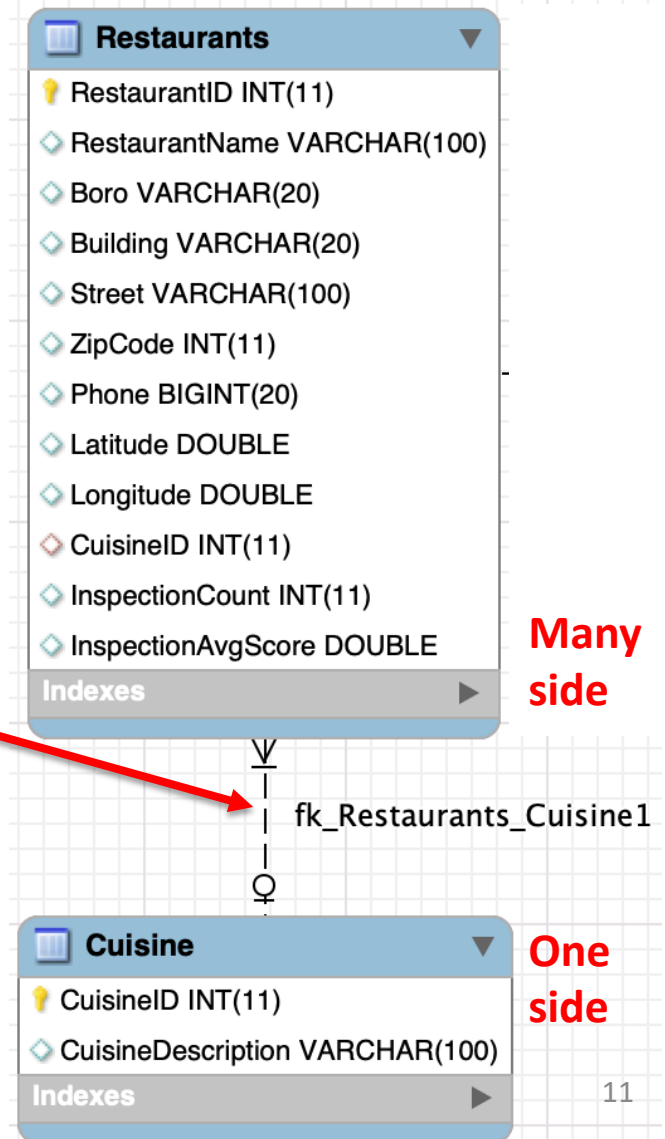 Restaurants
RestaurantID INT(11)
RestaurantName VARCHAR(100)
Boro VARCHAR(20)
Building VARCHAR(20)
Street VARCHAR(100)
ZipCode INT(11)
Phone BIGINT(20)
Latitude DOUBLE
Longitude DOUBLE
CuisineID INT(11)
InspectionCount INT(11)
InspectionAvgScore DOUBLE
Indexes
Many
side
fk_Restaurants_Cuisine1
Cuisine
CuisineID INT(11)
CuisineDescription VARCHAR(100)
Indexes
One
side
11